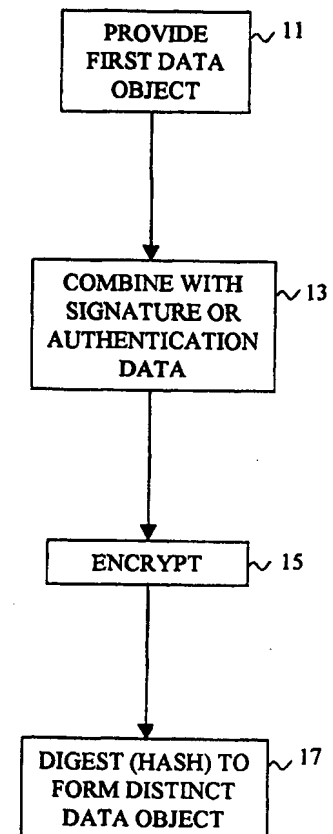 PROVIDE
FIRST DATA
OBJECT
11
COMBINE WITH
SIGNATURE OR
AUTHENTICATION
DATA
13
ENCRYPT
15
DIGEST (HASH) TO
FORM DISTINCT
DATA OBJECT
17